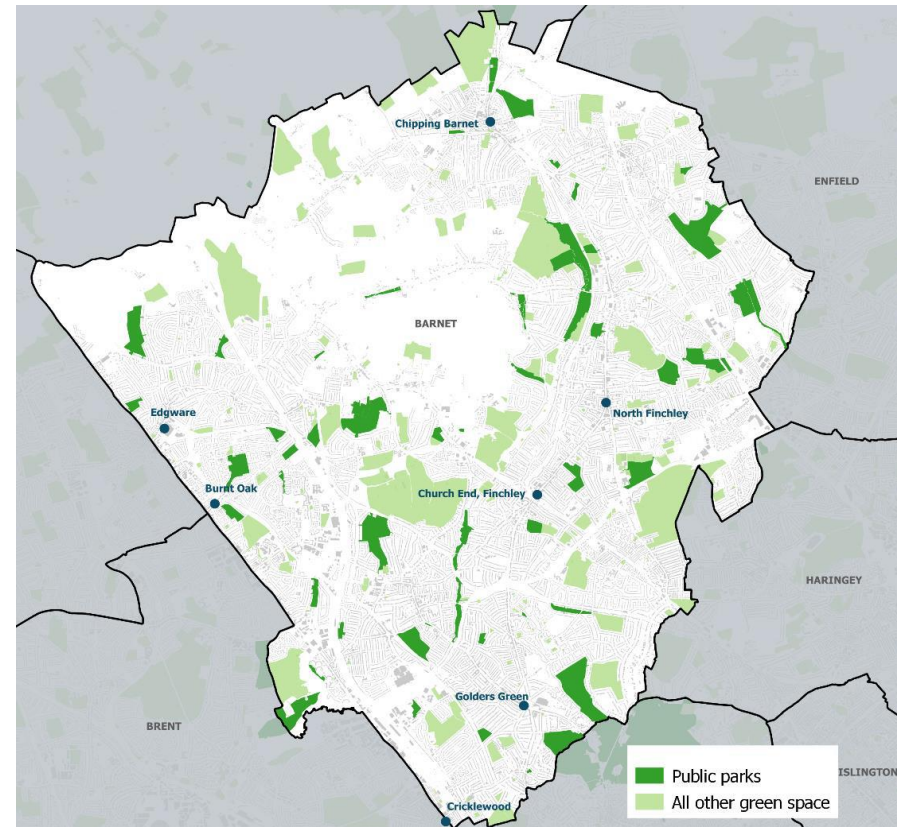 Chipping Barnet
ENFIELD
BARNET
North Finchley
Edgware
Burnt Oak
Church End, Finchley
HARINGEY
Golders Green
BRENT
Public parks
ISLINGTON
All other green space
Cricklewood